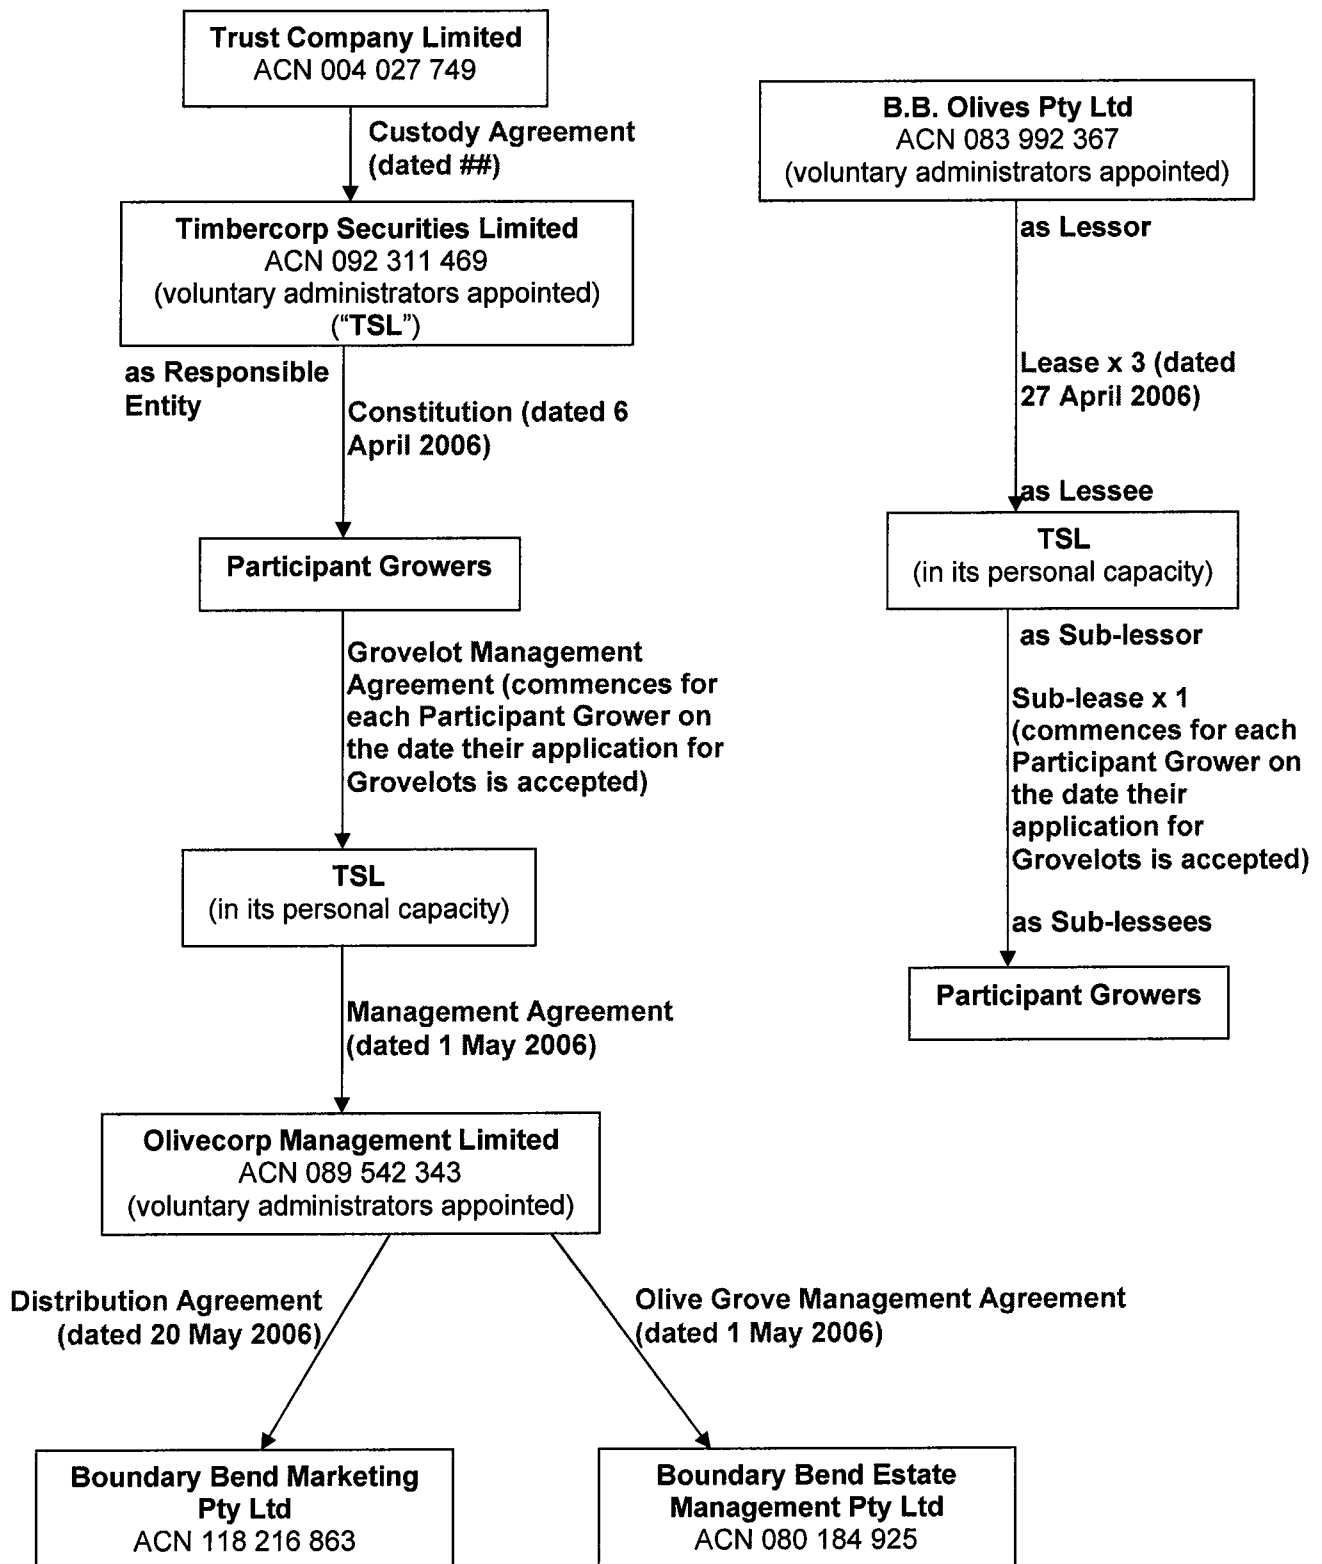 Trust Company Limited
ACN 004 027 749
Custody Agreement
(dated ##)
Timbercorp Securities Limited
ACN 092 311 469
(voluntary administrators appointed)
("TSL")
as Responsible
Entity
Constitution (dated 6
April 2006)
Participant Growers
Grovelot Management
Agreement (commences for
each Participant Grower on
the date their application for
Grovelots is accepted)
TSL
(in its personal capacity)
Management Agreement
(dated 1 May 2006)
Olivecorp Management Limited
ACN 089 542 343
(voluntary administrators appointed)
Distribution Agreement
(dated 20 May 2006)
Olive Grove Management Agreement
(dated 1 May 2006)
Boundary Bend Marketing
Pty Ltd
ACN 118 216 863
Boundary Bend Estate
Management Pty Ltd
ACN 080 184 925
B.B. Olives Pty Ltd
ACN 083 992 367
(voluntary administrators appointed)
as Lessor
Lease x 3 (dated
27 April 2006)
as Lessee
TSL
(in its personal capacity)
as Sub-lessor
Sub-lease x 1
(commences for each
Participant Grower on
the date their
application for
Grovelots is accepted)
as Sub-lessees
Participant Growers